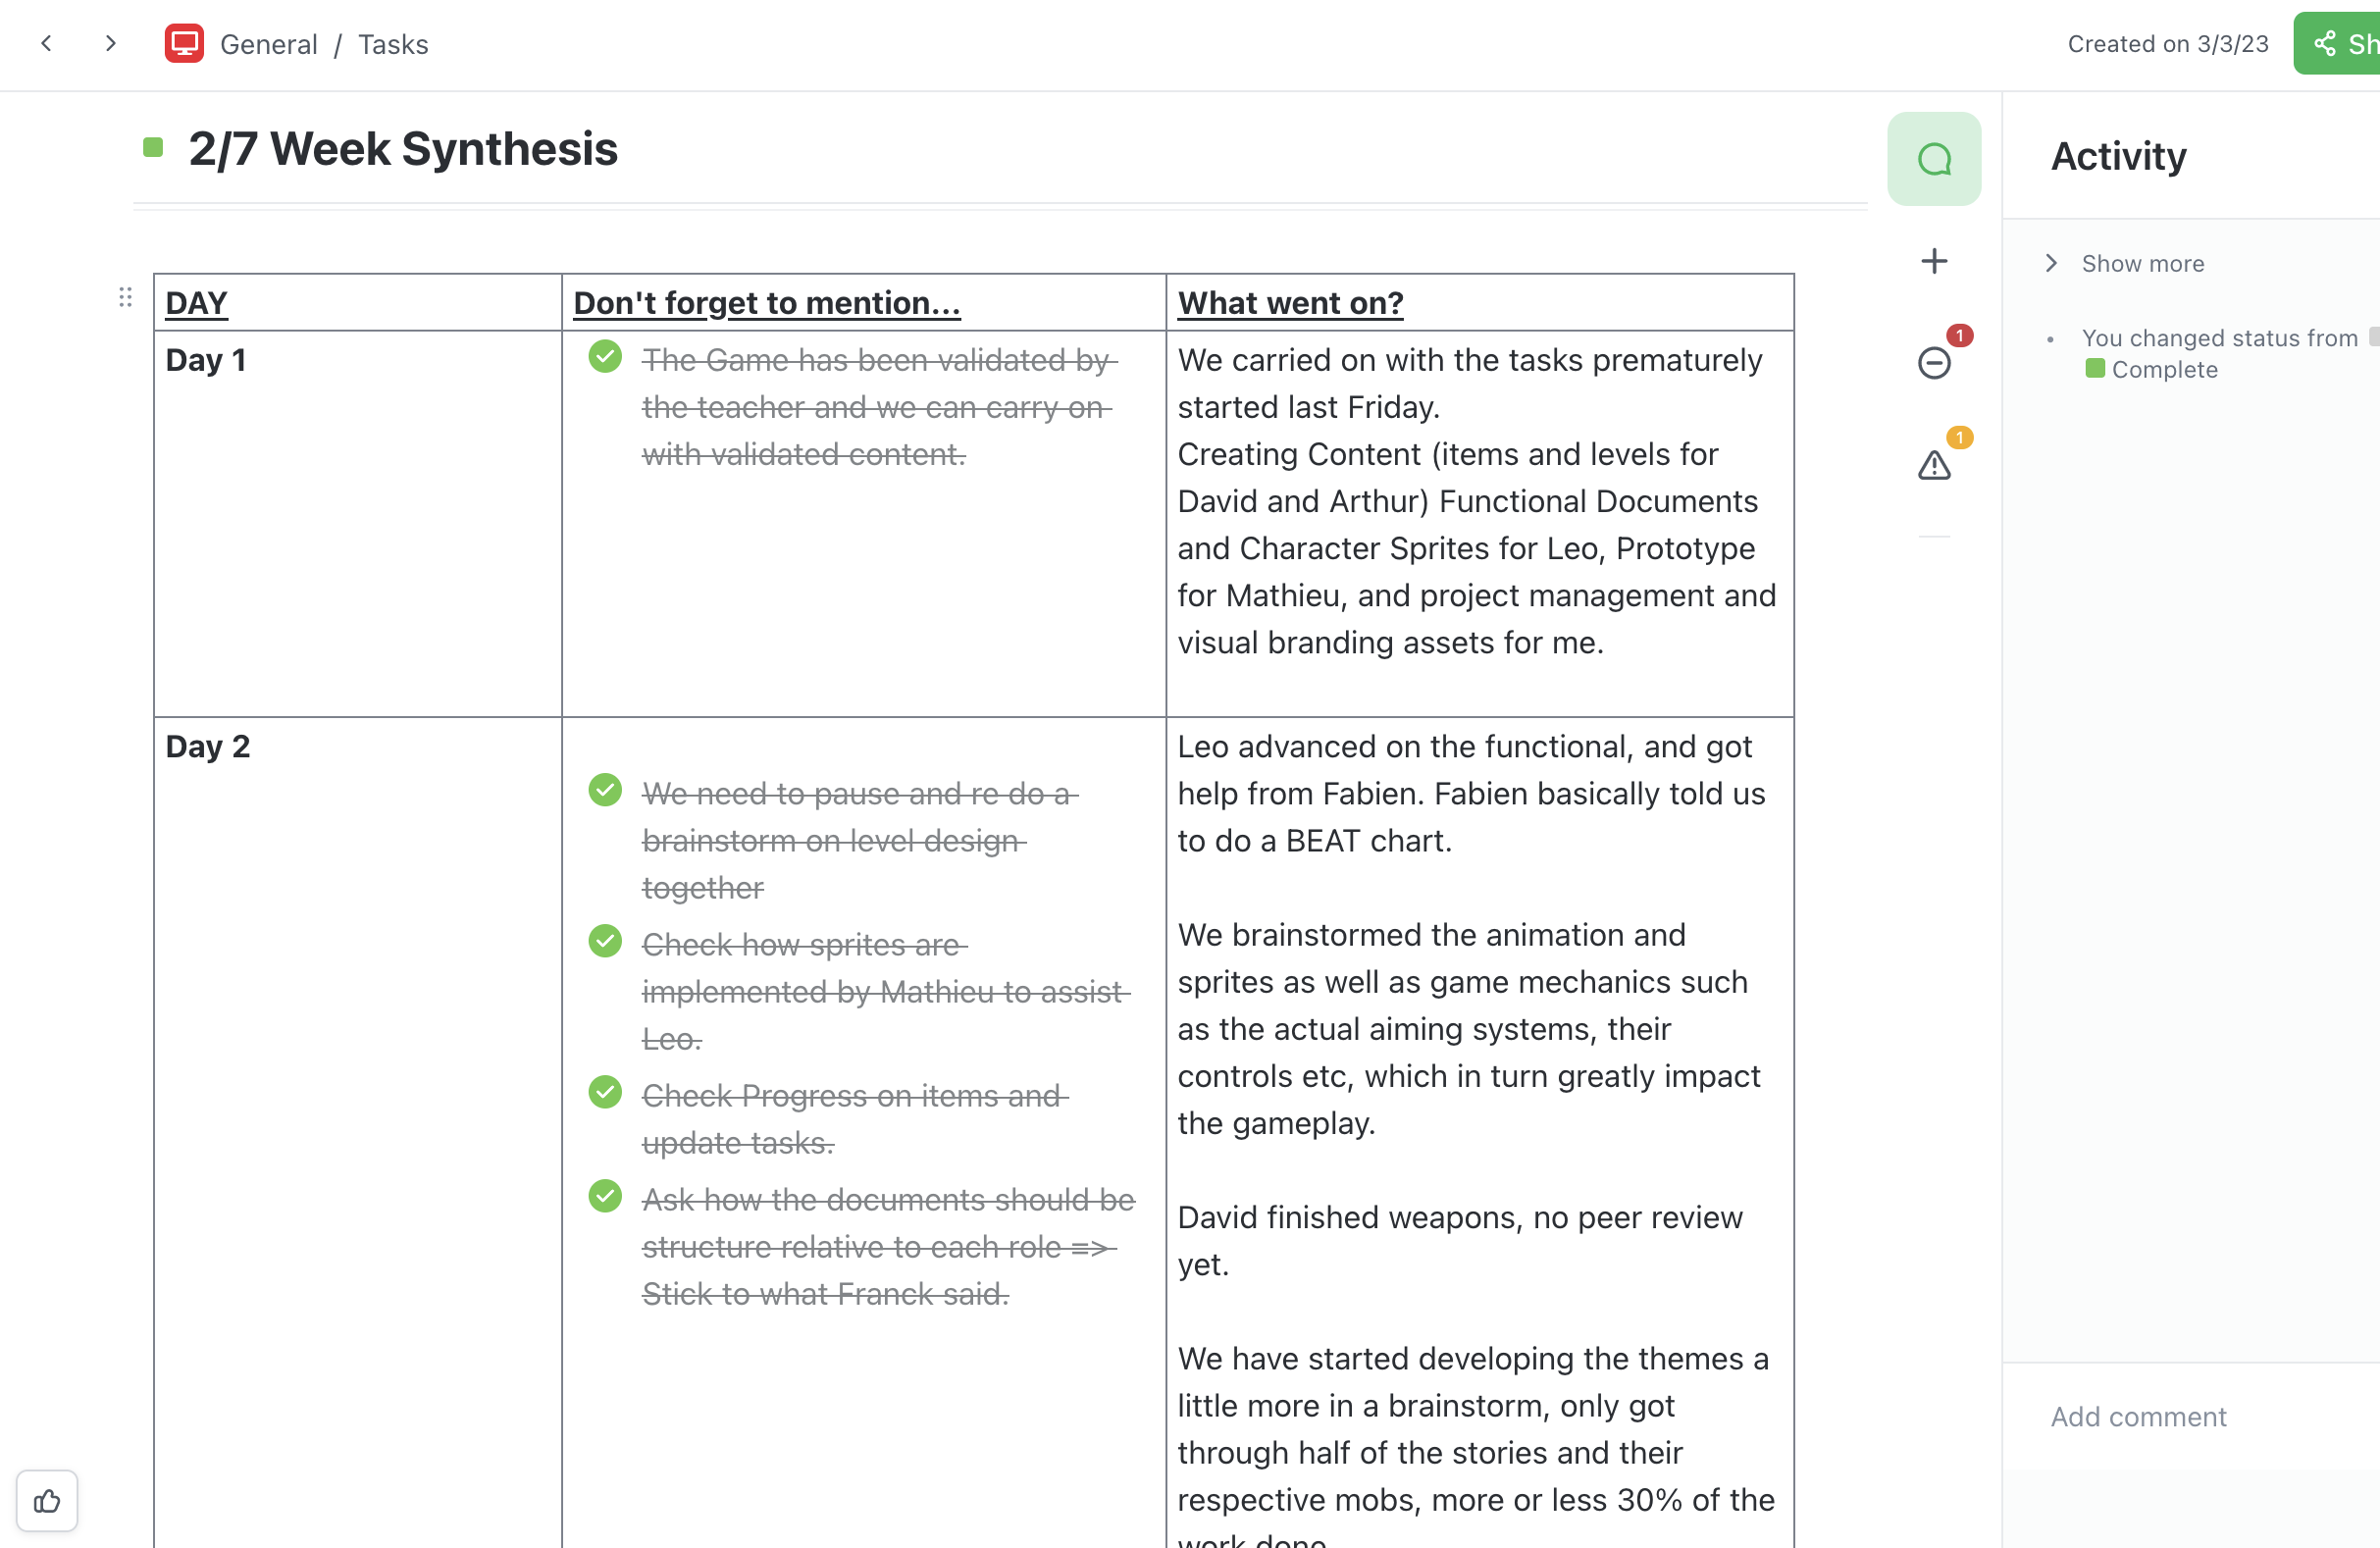 General / Tasks
Created on 3/3/23
2/7 Week Synthesis
Activity
Show more
You changed status from
Complete
1
1
DAY
Don't forget to mention...
What went on?
Day 1
The Game has been validated by
the teacher and we can carry on
with validated content.
We carried on with the tasks prematurely
started last Friday.
Creating Content (items and levels for
David and Arthur) Functional Documents
and Character Sprites for Leo, Prototype
for Mathieu, and project management and
visual branding assets for me.
Day 2
We need to pause and re do a
brainstorm on level design
together
Check how sprites are
implemented by Mathieu to assist
Leo.
Check Progress on items and
update tasks.
Ask how the documents should be
structure relative to each role =>
Stick to what Franck said.
Leo advanced on the functional, and got
help from Fabien. Fabien basically told us
to do a BEAT chart.
We brainstormed the animation and
sprites as well as game mechanics such
as the actual aiming systems, their
controls etc, which in turn greatly impact
the gameplay.
David finished weapons, no peer review
yet.
We have started developing the themes a
little more in a brainstorm, only got
through half of the stories and their
respective mobs, more or less 30% of the
work done
Add comment